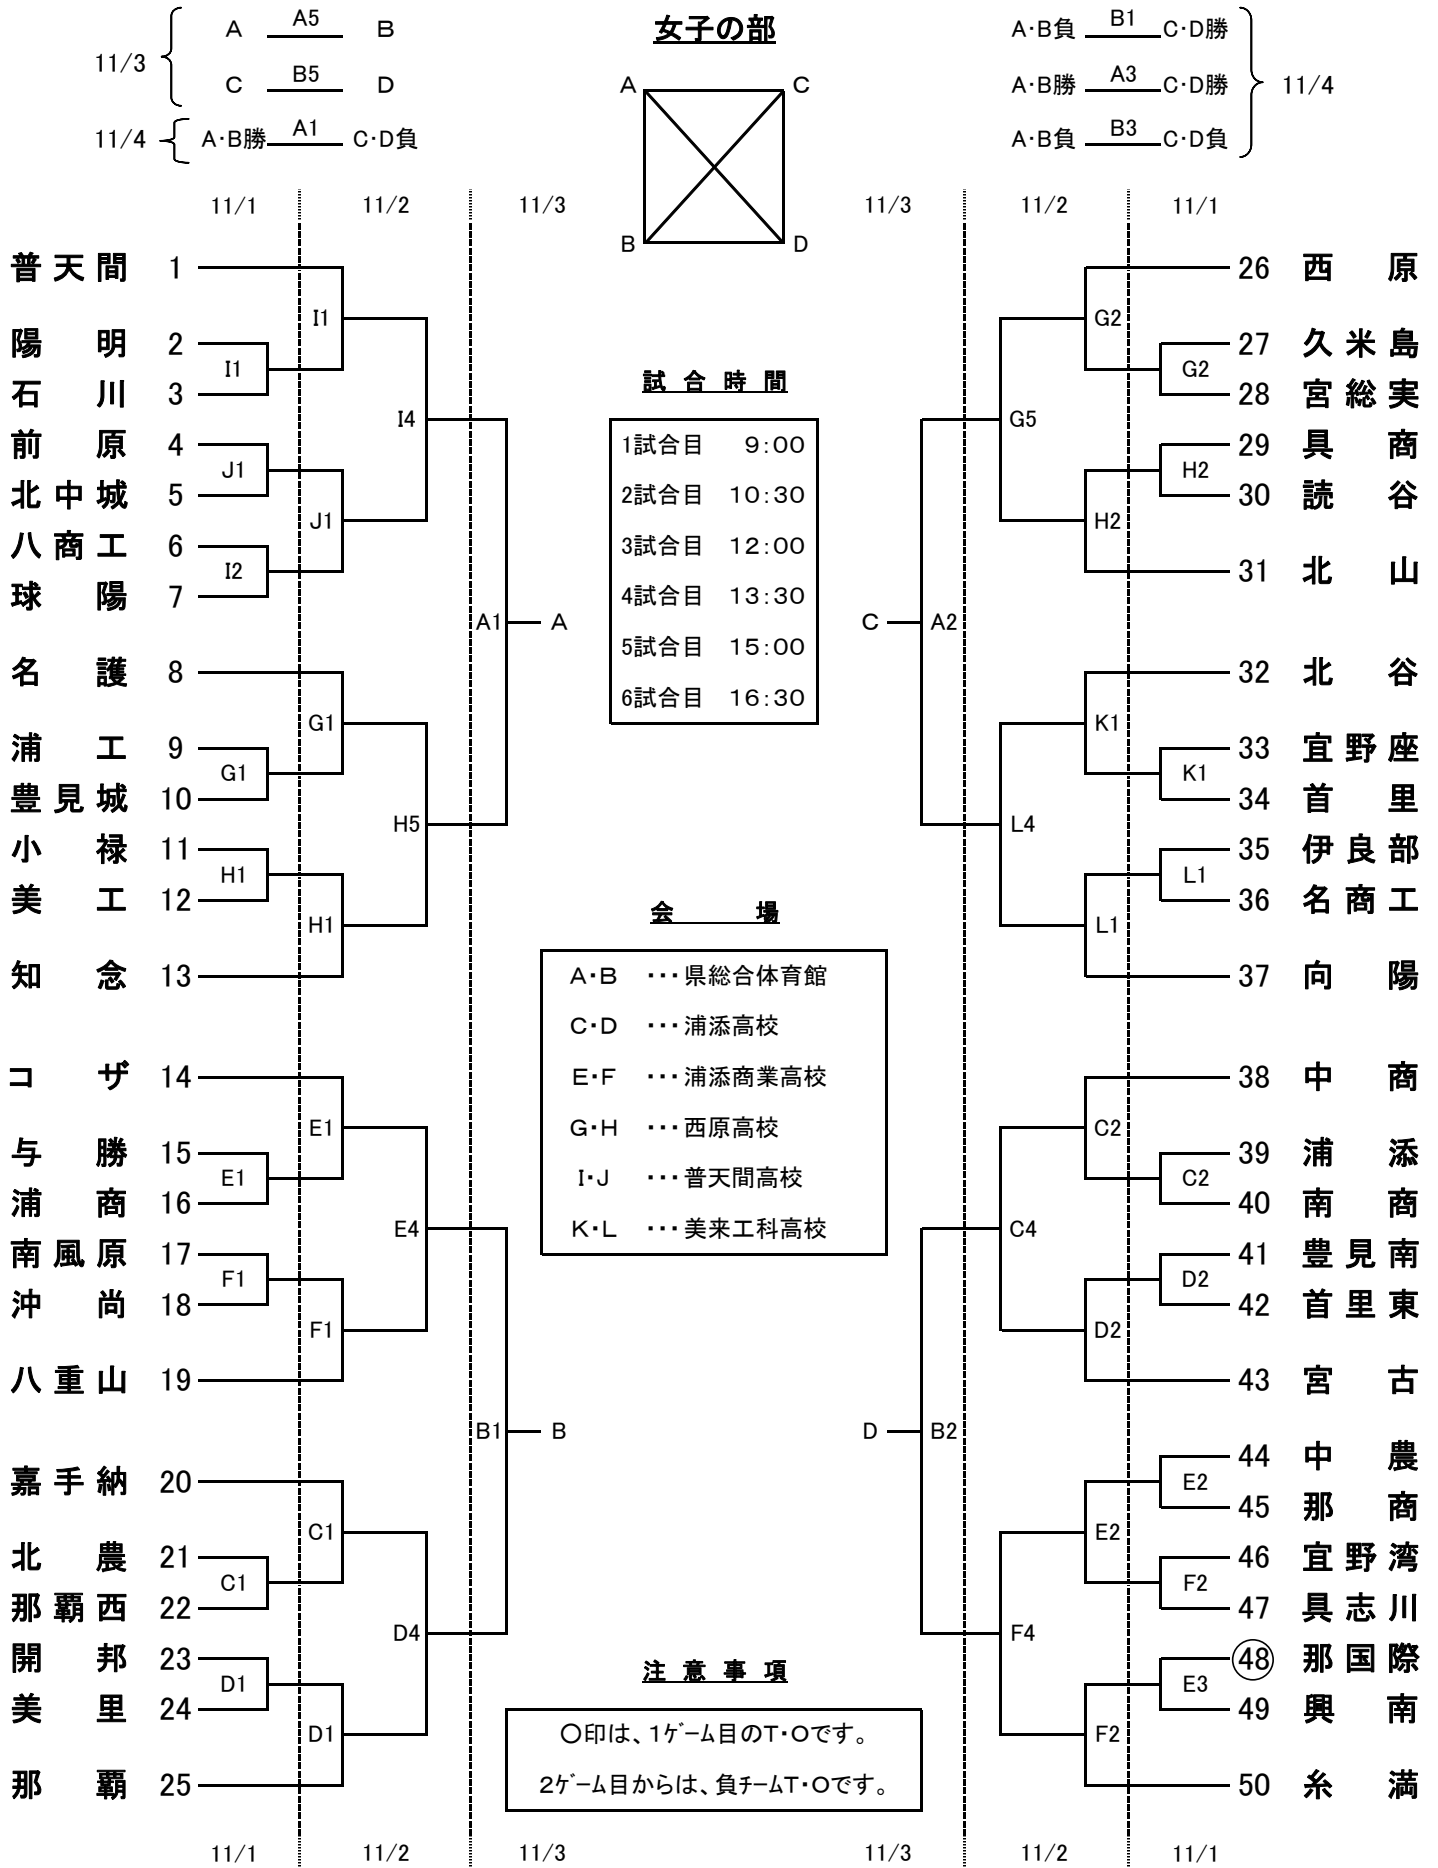 女子の部
11/3
A A5 B
C B5 D
11/4
A・B勝 A1 C・D負
A・B負 B1 C・D勝
A・B勝 A3 C・D勝
A・B負 B3 C・D負
11/4
A C
B D
11/1 11/2 11/3 11/3 11/2 11/1
普天間 1
陽明 2
石川 3
前原 4
北中城 5
八商工 6
球陽 7
名護 8
浦工 9
豊見城 10
小禄 11
美工 12
知念 13
コザ 14
与勝 15
浦商 16
南風原 17
沖尚 18
八重山 19
嘉手納 20
北農 21
那覇西 22
開邦 23
美里 24
那覇 25
I1
J1
I2
G1
H1
E1
F1
C1
D1
I1
J1
G1
H1
E1
F1
C1
D1
I4
H5
E4
D4
A1 A
B1 B
試合時間
1試合目 9:00
2試合目 10:30
3試合目 12:00
4試合目 13:30
5試合目 15:00
6試合目 16:30
会場
A・B ・・・県総合体育館
C・D ・・・浦添高校
E・F ・・・浦添商業高校
G・H ・・・西原高校
I・J ・・・普天間高校
K・L ・・・美来工科高校
注意事項
○印は、1ゲーム目のT・Oです。
2ゲーム目からは、負チームT・Oです。
C A2
D B2
G5
L4
C4
F4
G2
H2
K1
L1
C2
D2
E2
F2
G2
H2
K1
L1
C2
D2
E2
F2
E3
26 西原
27 久米島
28 宮総実
29 具商
30 読谷
31 北山
32 北谷
33 宜野座
34 首里
35 伊良部
36 名商工
37 向陽
38 中商
39 浦添
40 南商
41 豊見南
42 首里東
43 宮古
44 中農
45 那商
46 宜野湾
47 具志川
48 那国際
49 興南
50 糸満
11/1 11/2 11/3 11/3 11/2 11/1